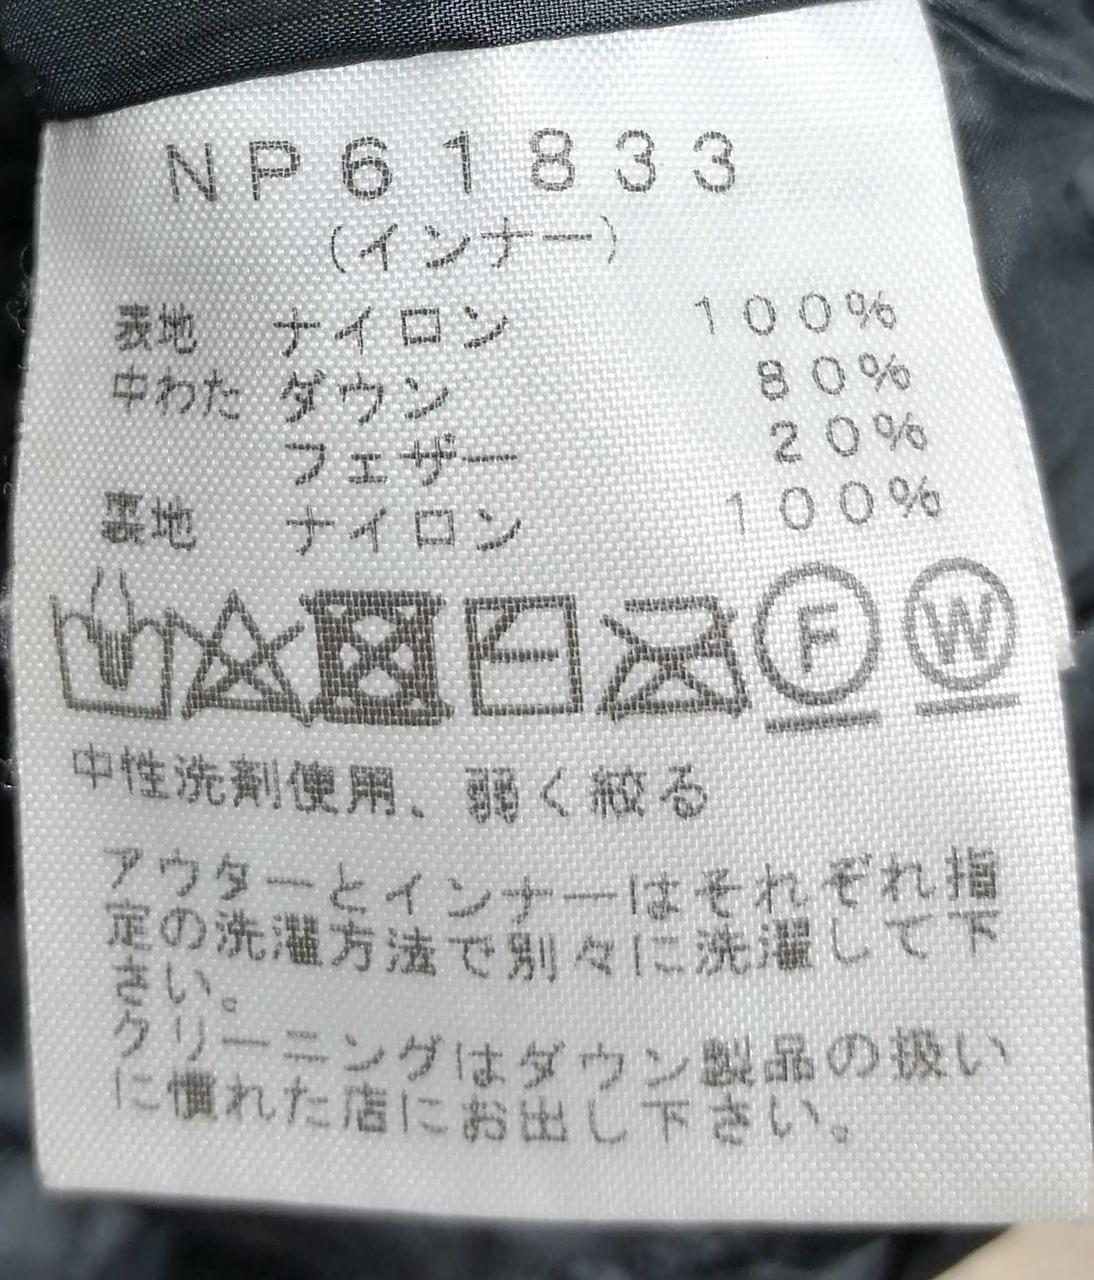 NP61833
(インナー)
表地 ナイロン 100%
中わた ダウン 80%
フェザー 20%
裏地 ナイロン 100%
F W
中性洗剤使用、弱く絞る
アウターとインナーはそれぞれ指
定の洗濯方法で別々に洗濯して下
さい。
クリーニングはダウン製品の扱い
に慣れた店にお出し下さい。